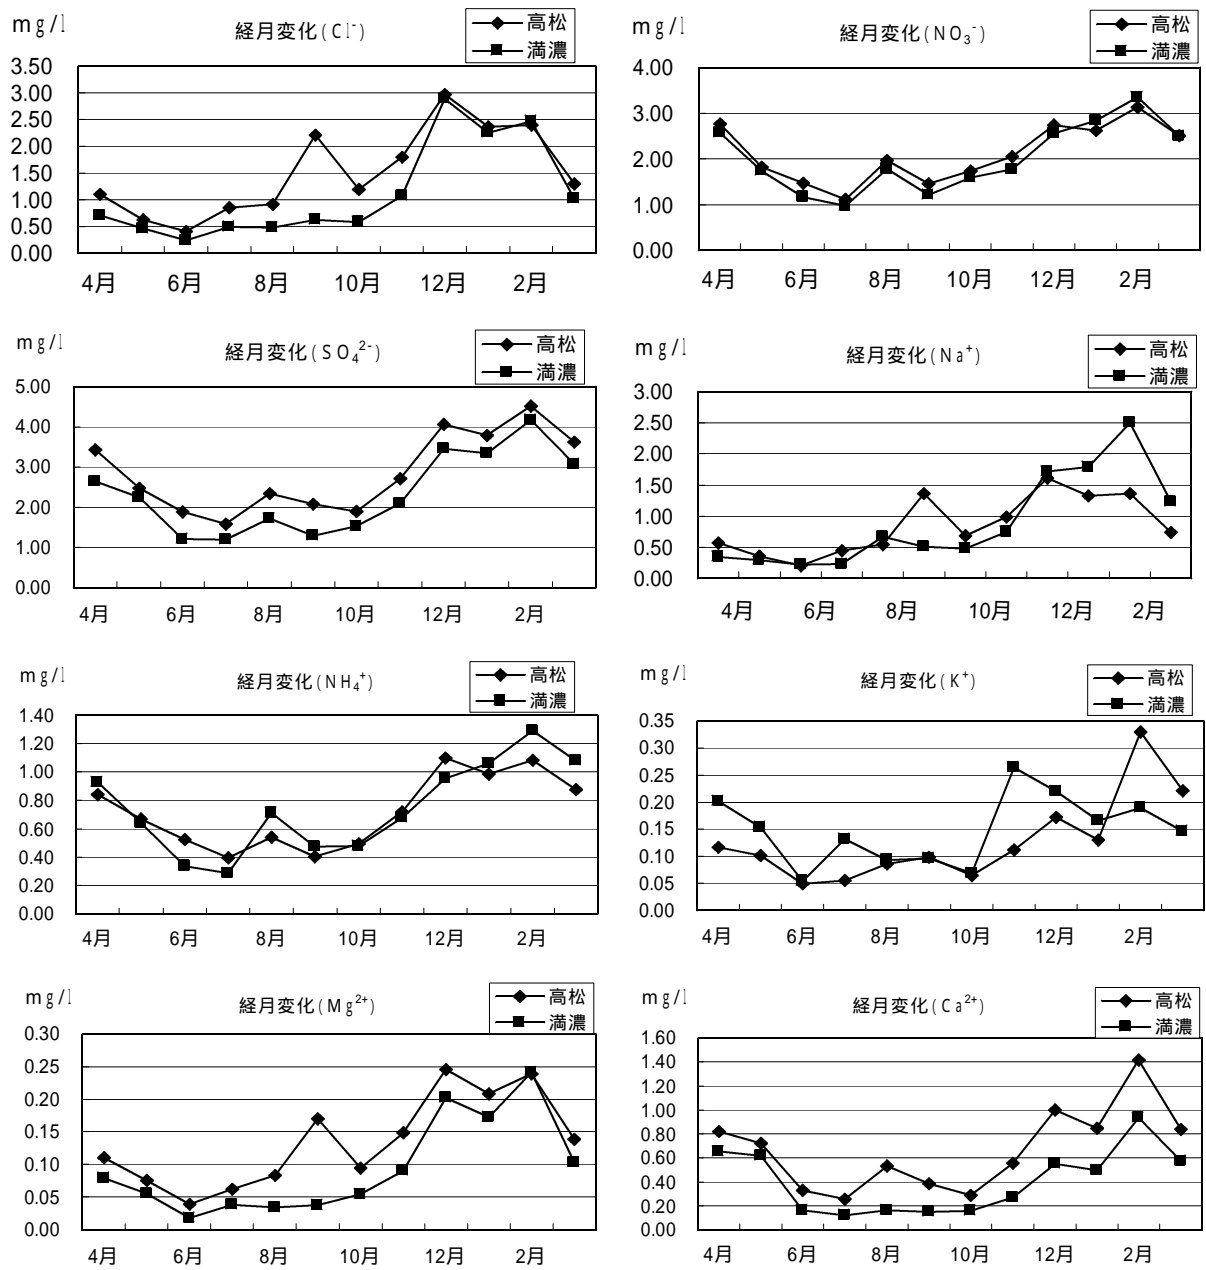 mg/l
経月変化(Cl⁻)
高松
満濃
3.50
3.00
2.50
2.00
1.50
1.00
0.50
0.00
4月 6月 8月 10月 12月 2月
mg/l
経月変化(NO₃⁻)
高松
満濃
4.00
3.00
2.00
1.00
0.00
4月 6月 8月 10月 12月 2月
mg/l
経月変化(SO₄²⁻)
高松
満濃
5.00
4.00
3.00
2.00
1.00
0.00
4月 6月 8月 10月 12月 2月
mg/l
経月変化(Na⁺)
高松
満濃
3.00
2.50
2.00
1.50
1.00
0.50
0.00
4月 6月 8月 10月 12月 2月
mg/l
経月変化(NH₄⁺)
高松
満濃
1.40
1.20
1.00
0.80
0.60
0.40
0.20
0.00
4月 6月 8月 10月 12月 2月
mg/l
経月変化(K⁺)
高松
満濃
0.35
0.30
0.25
0.20
0.15
0.10
0.05
0.00
4月 6月 8月 10月 12月 2月
mg/l
経月変化(Mg²⁺)
高松
満濃
0.30
0.25
0.20
0.15
0.10
0.05
0.00
4月 6月 8月 10月 12月 2月
mg/l
経月変化(Ca²⁺)
高松
満濃
1.60
1.40
1.20
1.00
0.80
0.60
0.40
0.20
0.00
4月 6月 8月 10月 12月 2月